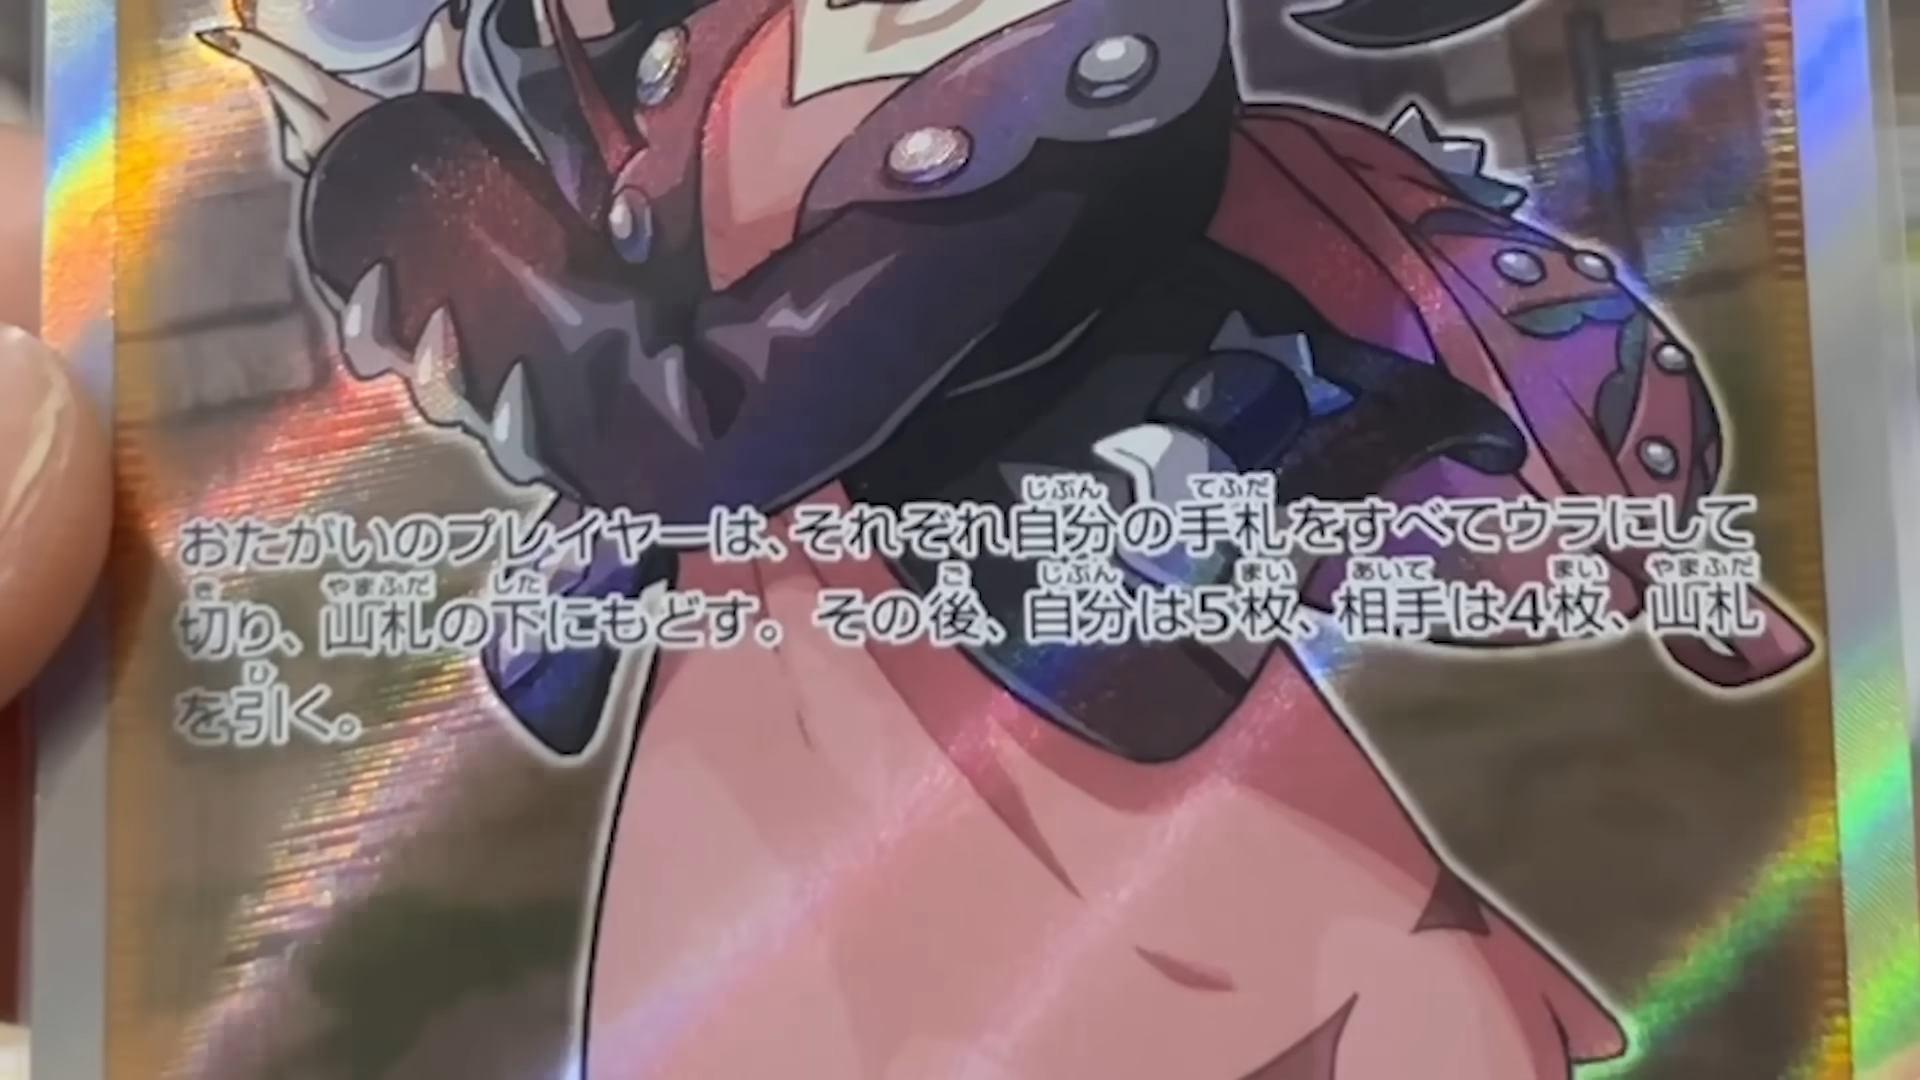 おたがいのプレイヤーは、それぞれ自分の手札をすべてウラにして
切り、山札の下にもどす。その後、自分は5枚、相手は4枚、山札
を引く。